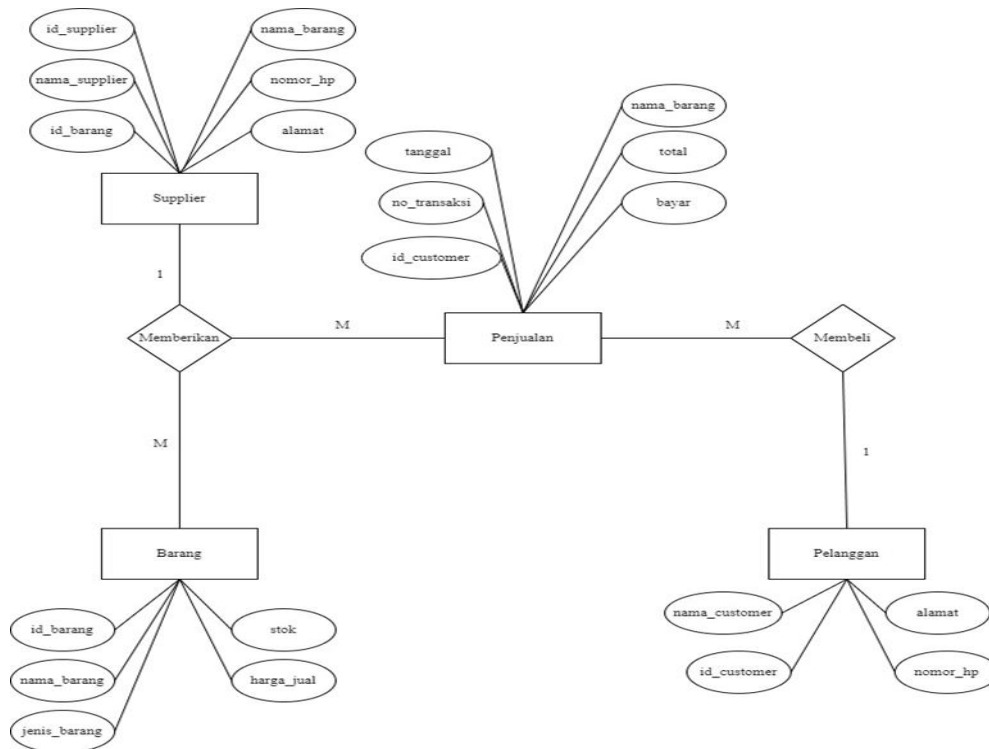 id_supplier
nama_barang
nama_supplier
nomor_hp
id_barang
alamat
Supplier
nama_barang
tanggal
total
no_transaksi
bayar
id_customer
1
Memberikan
M
Penjualan
M
Membeli
M
1
Barang
Pelanggan
id_barang
stok
nama_barang
harga_jual
jenis_barang
nama_customer
alamat
id_customer
nomor_hp